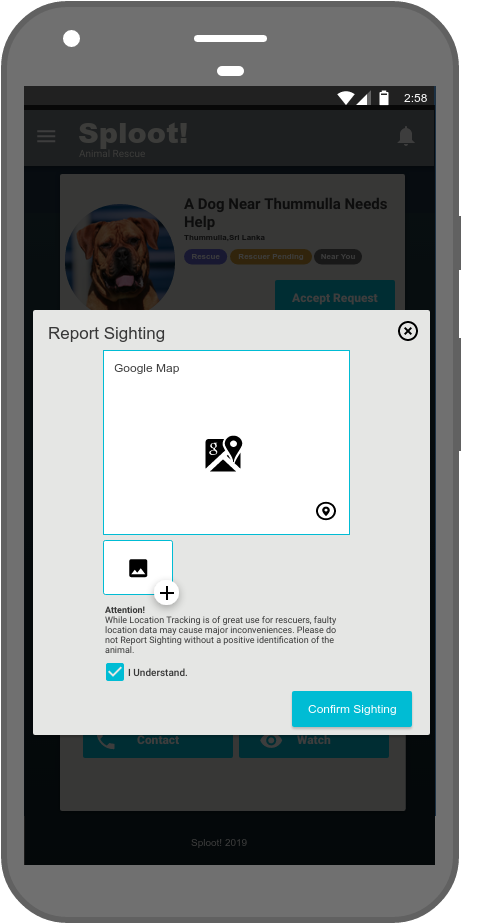 2:58
Sploot!
Animal Rescue
A Dog Near Thummulla Needs
Help
Thummulla,Sri Lanka
Rescue Rescuer Pending Near You
Accept Request
Report Sighting
Google Map
g
Attention!
While Location Tracking is of great use for rescuers, faulty
location data may cause major inconveniences. Please do
not Report Sighting without a positive identification of the
animal.
I Understand.
Confirm Sighting
Contact Watch
Sploot! 2019